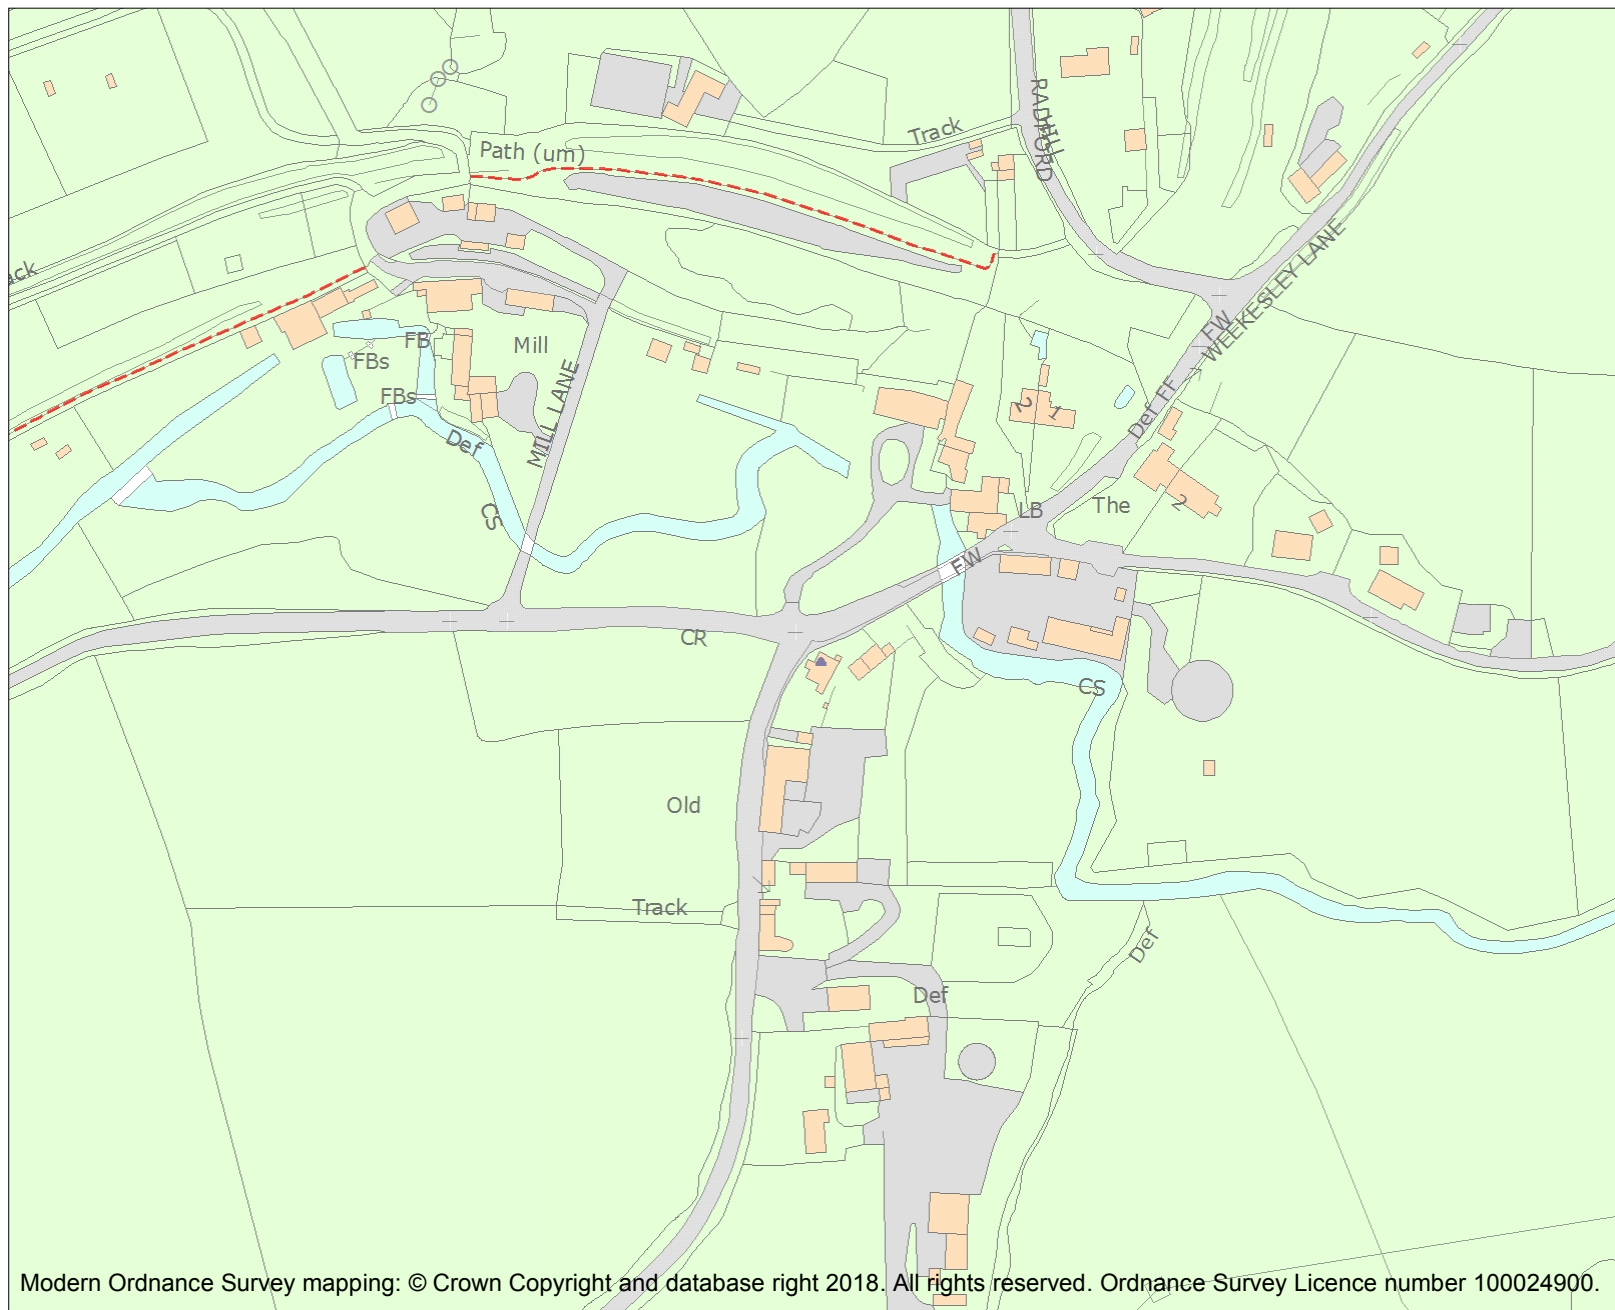 Track
RADFORD
HILL
Path (um)
ack
WEEKESLEY LANE
FW
FB
Mill
FBs
FBs
MILL LANE
Def
2
1
Def FF
CS
LB
The
2
FW
CR
CS
Old
Track
Def
Def
Modern Ordnance Survey mapping: © Crown Copyright and database right 2018. All rights reserved. Ordnance Survey Licence number 100024900.